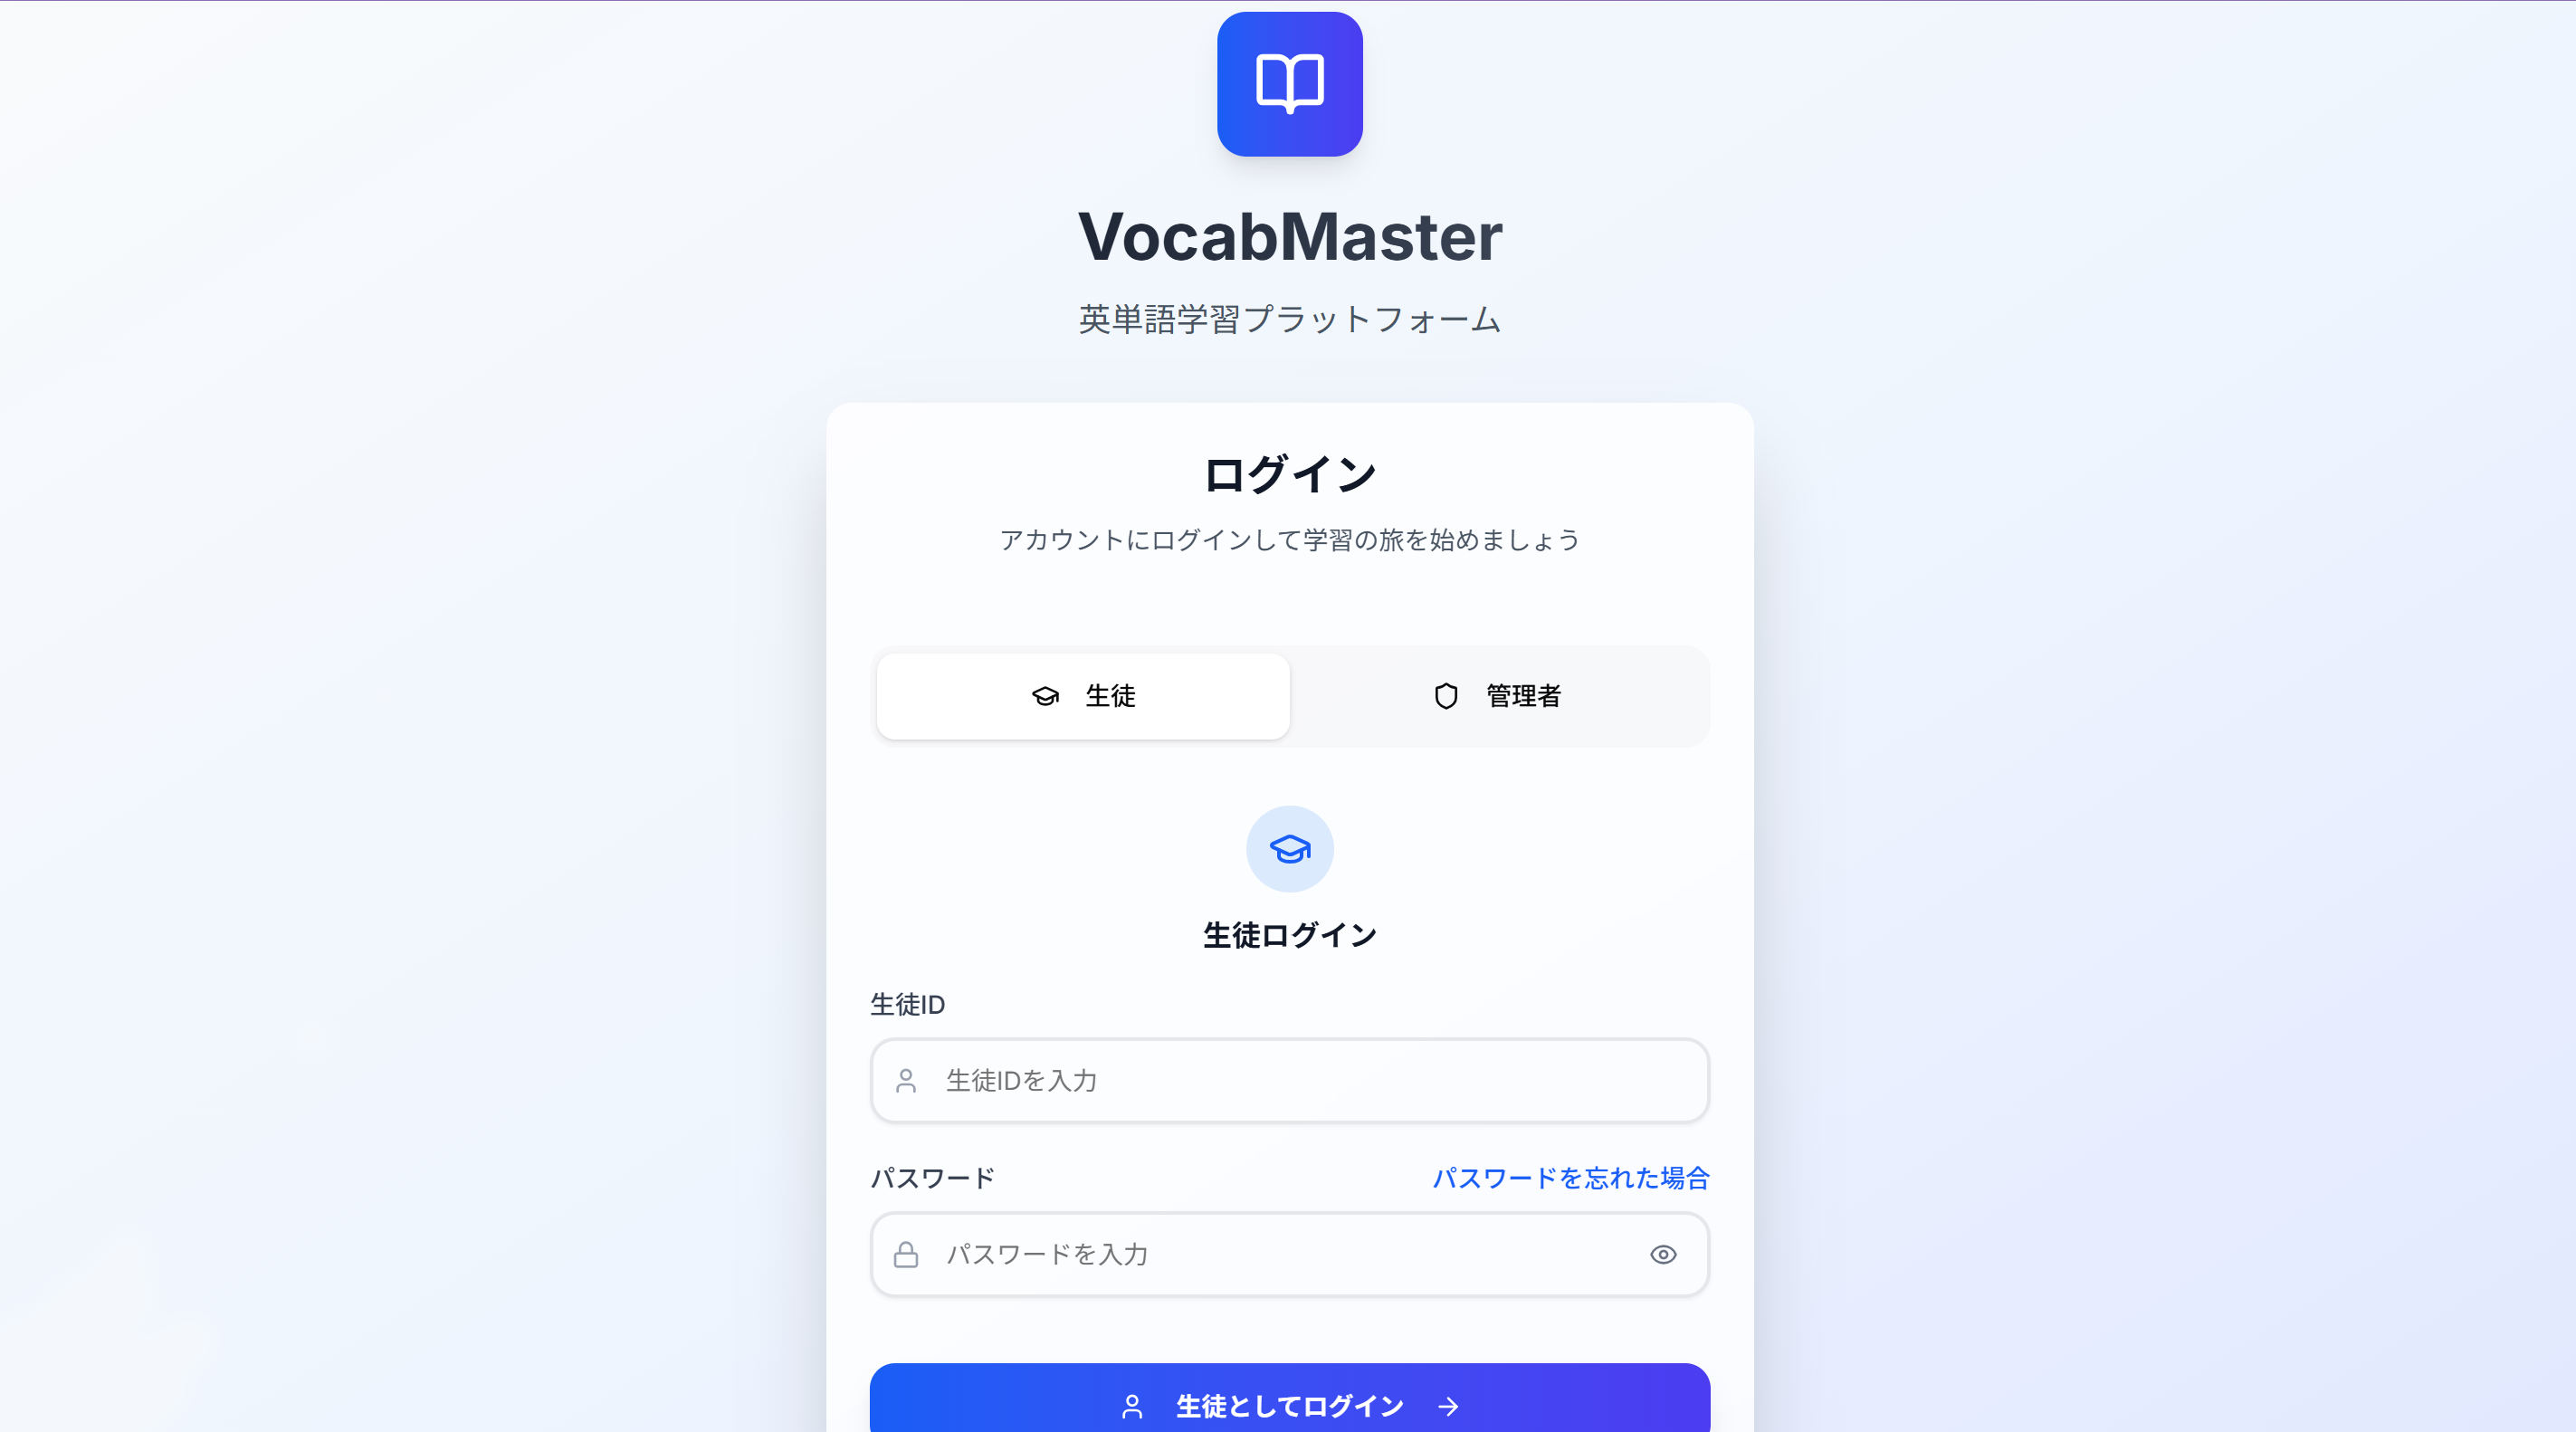 VocabMaster
英単語学習プラットフォーム
ログイン
アカウントにログインして学習の旅を始めましょう
生徒
管理者
生徒ログイン
生徒ID
生徒IDを入力
パスワード
パスワードを忘れた場合
パスワードを入力
生徒としてログイン